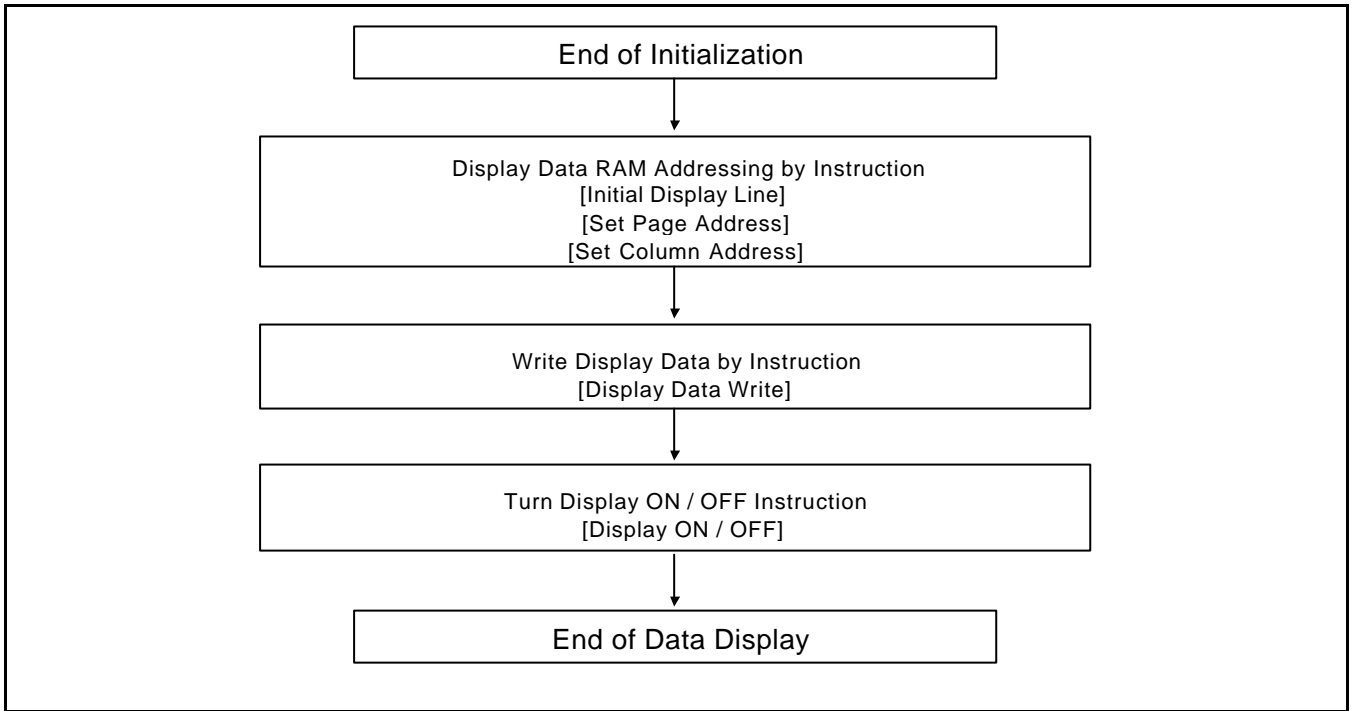 End of Initialization
Display Data RAM Addressing by Instruction
[Initial Display Line]
[Set Page Address]
[Set Column Address]
Write Display Data by Instruction
[Display Data Write]
Turn Display ON / OFF Instruction
[Display ON / OFF]
End of Data Display